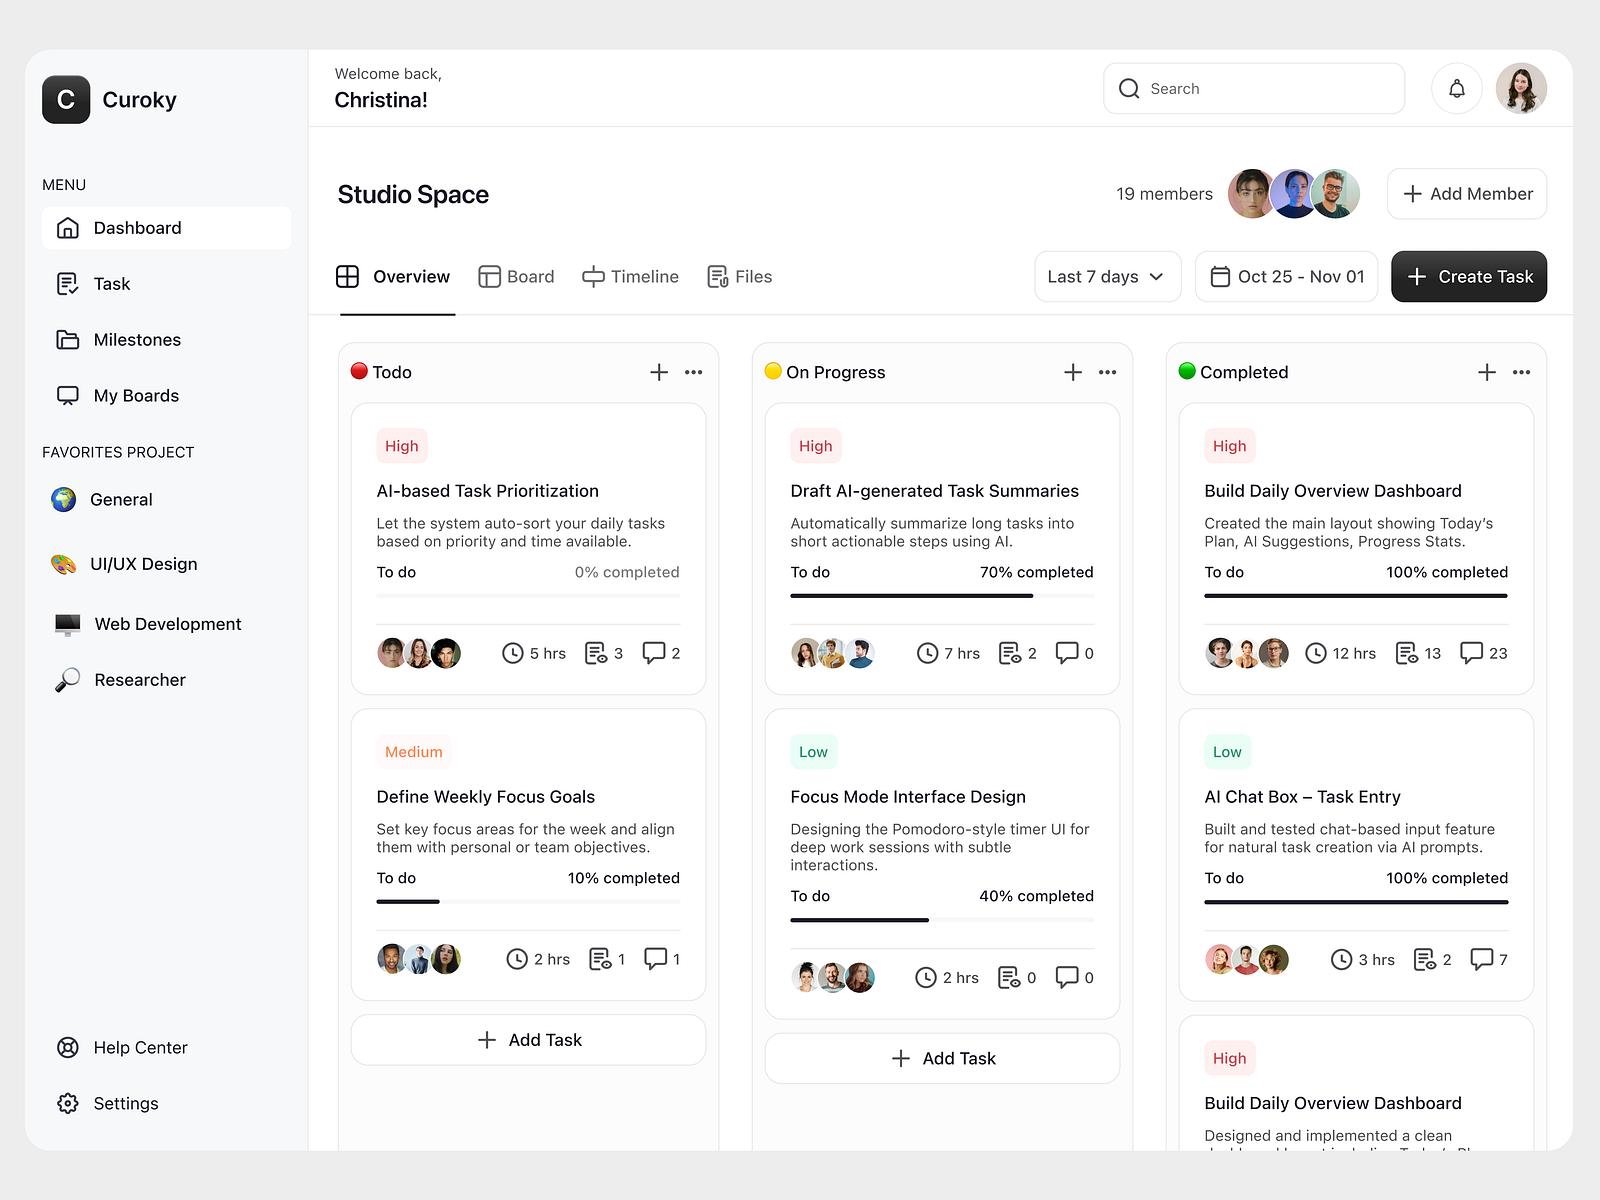 C
Curoky
Welcome back,
Christina!
Search
MENU
Dashboard
Task
Milestones
My Boards
FAVORITES PROJECT
General
UI/UX Design
Web Development
Researcher
Help Center
Settings
Studio Space
19 members
Add Member
Overview
Board
Timeline
Files
Last 7 days
Oct 25 - Nov 01
Create Task
Todo
High
AI-based Task Prioritization
Let the system auto-sort your daily tasks
based on priority and time available.
To do
0% completed
5 hrs
3
2
Medium
Define Weekly Focus Goals
Set key focus areas for the week and align
them with personal or team objectives.
To do
10% completed
2 hrs
1
1
Add Task
On Progress
High
Draft AI-generated Task Summaries
Automatically summarize long tasks into
short actionable steps using AI.
To do
70% completed
7 hrs
2
0
Low
Focus Mode Interface Design
Designing the Pomodoro-style timer UI for
deep work sessions with subtle
interactions.
To do
40% completed
2 hrs
0
0
Add Task
Completed
High
Build Daily Overview Dashboard
Created the main layout showing Today's
Plan, AI Suggestions, Progress Stats.
To do
100% completed
12 hrs
13
23
Low
AI Chat Box – Task Entry
Built and tested chat-based input feature
for natural task creation via AI prompts.
To do
100% completed
3 hrs
2
7
High
Build Daily Overview Dashboard
Designed and implemented a clean